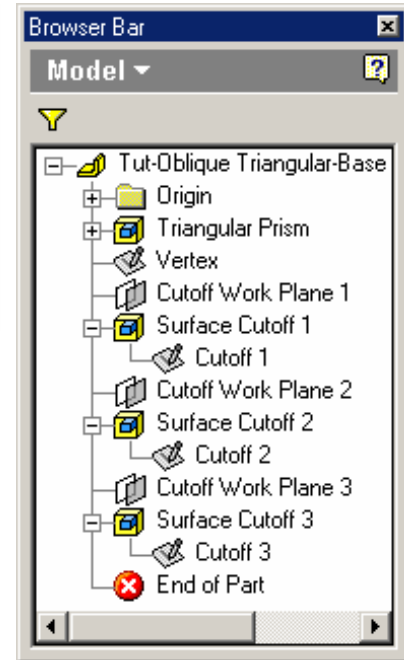 Browser Bar
Model
Tut-Oblique Triangular-Base
Origin
Triangular Prism
Vertex
Cutoff Work Plane 1
Surface Cutoff 1
Cutoff 1
Cutoff Work Plane 2
Surface Cutoff 2
Cutoff 2
Cutoff Work Plane 3
Surface Cutoff 3
Cutoff 3
End of Part